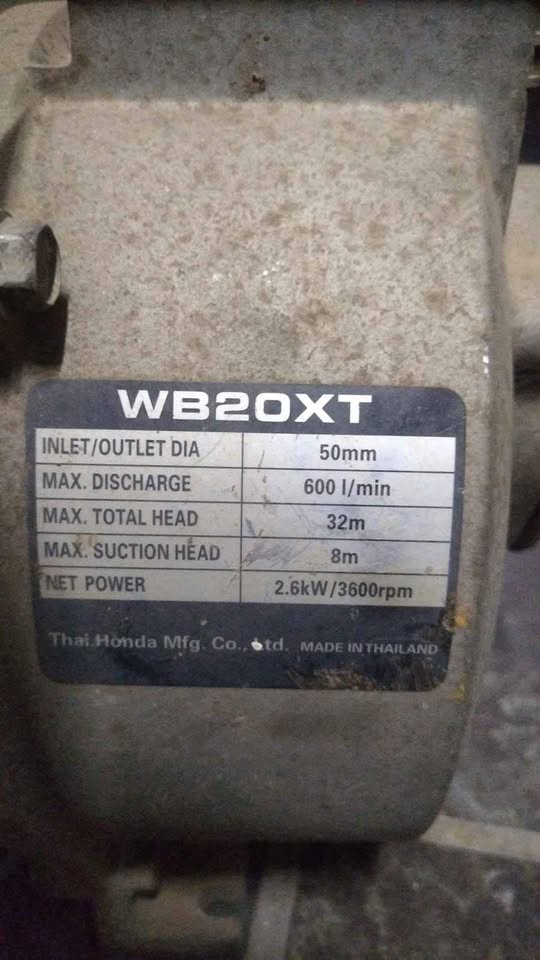 WB20XT
INLET/OUTLET DIA 50mm
MAX. DISCHARGE 600 l/min
MAX. TOTAL HEAD 32m
MAX. SUCTION HEAD 8m
NET POWER 2.6kW/3600rpm
Thai Honda Mfg. Co., Ltd. MADE IN THAILAND